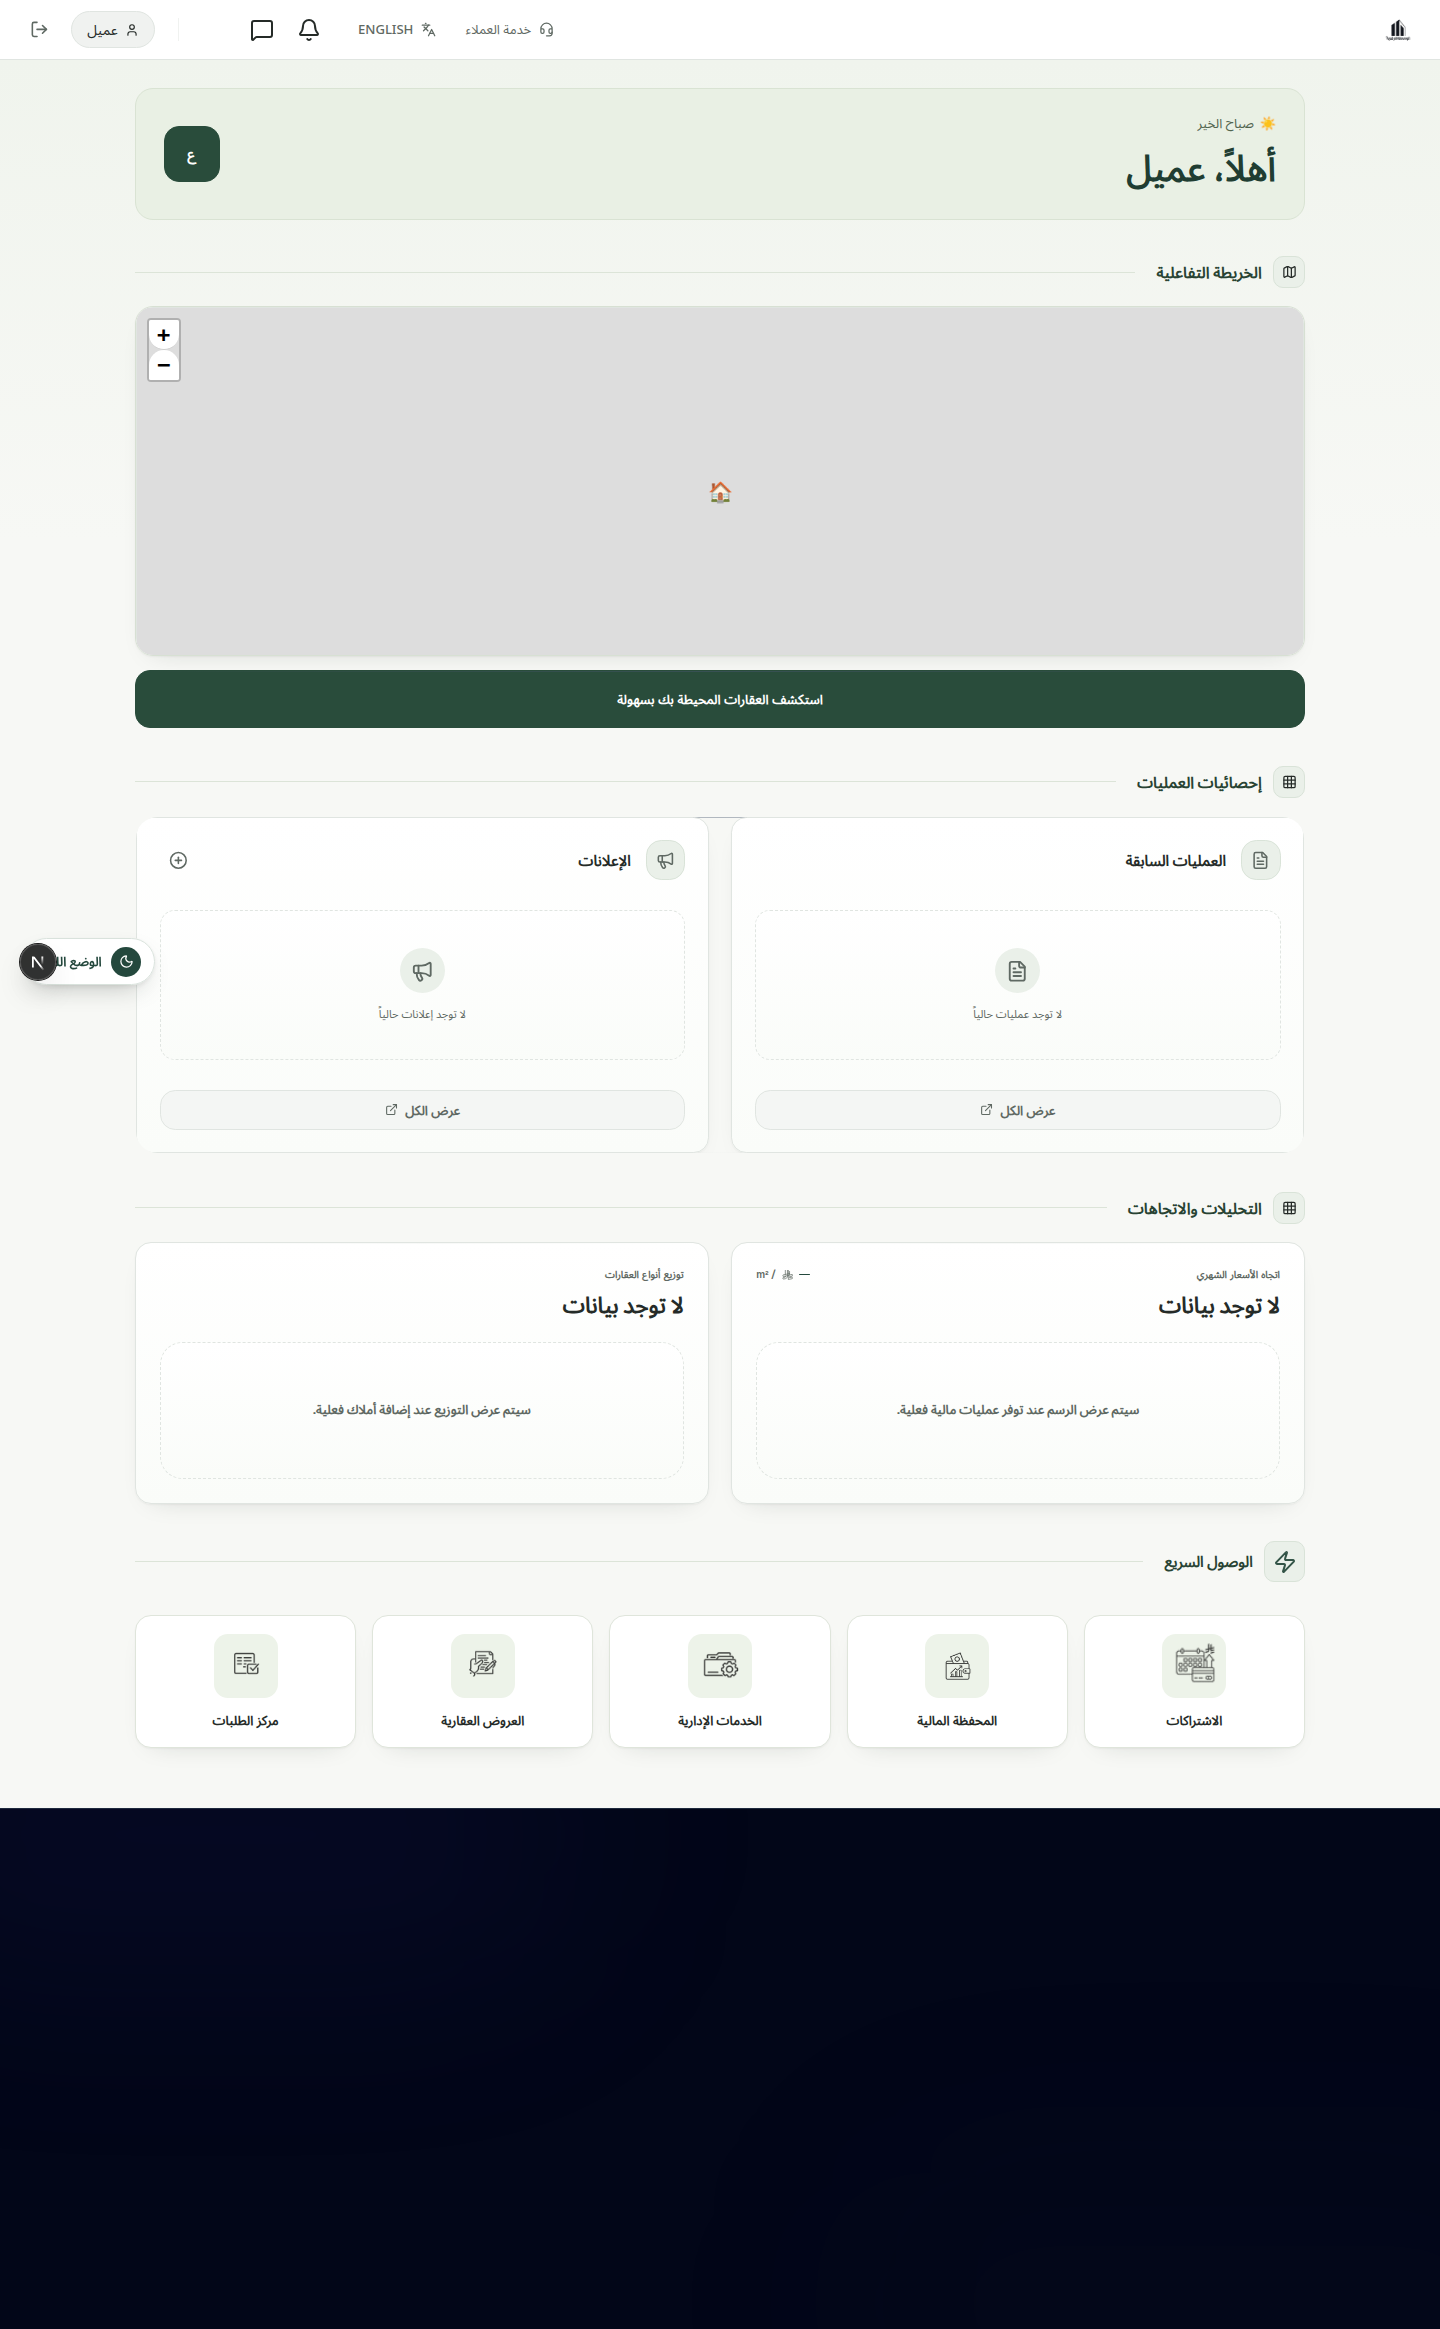 خدمة العملاء
ENGLISH
عميل
☀️ صباح الخير
أهلاً، عميل
ع
الخريطة التفاعلية
+
−
استكشف العقارات المحيطة بك بسهولة
إحصائيات العمليات
العمليات السابقة
لا توجد عمليات حالياً
عرض الكل
الإعلانات
لا توجد إعلانات حالياً
عرض الكل
الوضع
N
التحليلات والاتجاهات
اتجاه الأسعار الشهري
— / m²
لا توجد بيانات
سيتم عرض الرسم عند توفر عمليات مالية فعلية.
توزيع أنواع العقارات
لا توجد بيانات
سيتم عرض التوزيع عند إضافة أملاك فعلية.
الوصول السريع
الاشتراكات
المحفظة المالية
الخدمات الإدارية
العروض العقارية
مركز الطلبات